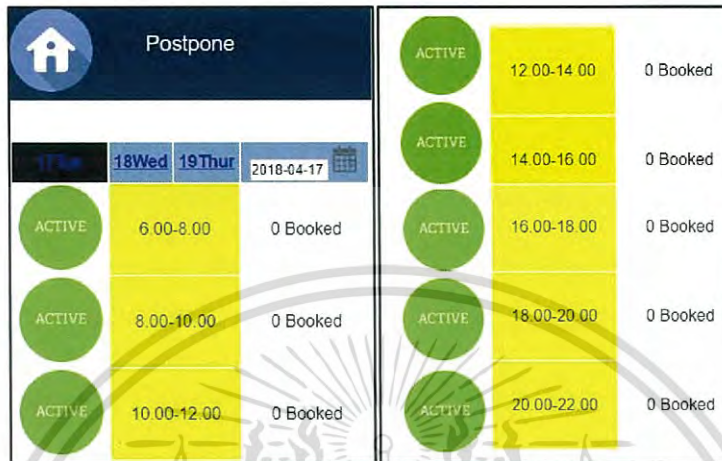 Postpone
17Tue 18Wed 19Thur 2018-04-17
ACTIVE 6.00-8.00 0 Booked
ACTIVE 8.00-10.00 0 Booked
ACTIVE 10.00-12.00 0 Booked
ACTIVE 12.00-14.00 0 Booked
ACTIVE 14.00-16.00 0 Booked
ACTIVE 16.00-18.00 0 Booked
ACTIVE 18.00-20.00 0 Booked
ACTIVE 20.00-22.00 0 Booked